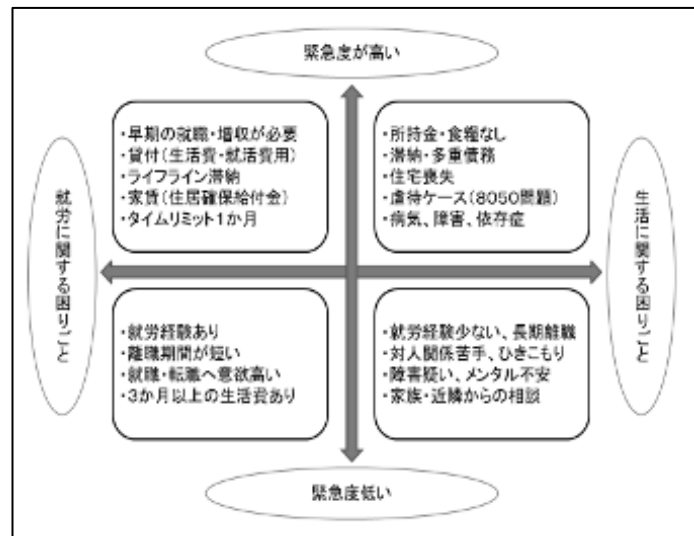 緊急度が高い
就労に関する困りごと
・早期の就職・増収が必要
・貸付(生活費・就活費用)
・ライフライン滞納
・家賃(住居確保給付金)
・タイムリミット1か月
・所持金・食糧なし
・滞納・多重債務
・住宅喪失
・虐待ケース(8050問題)
・病気、障害、依存症
生活に関する困りごと
・就労経験あり
・離職期間が短い
・就職・転職へ意欲高い
・3か月以上の生活費あり
・就労経験少ない、長期離職
・対人関係苦手、ひきこもり
・障害疑い、メンタル不安
・家族・近隣からの相談
緊急度低い